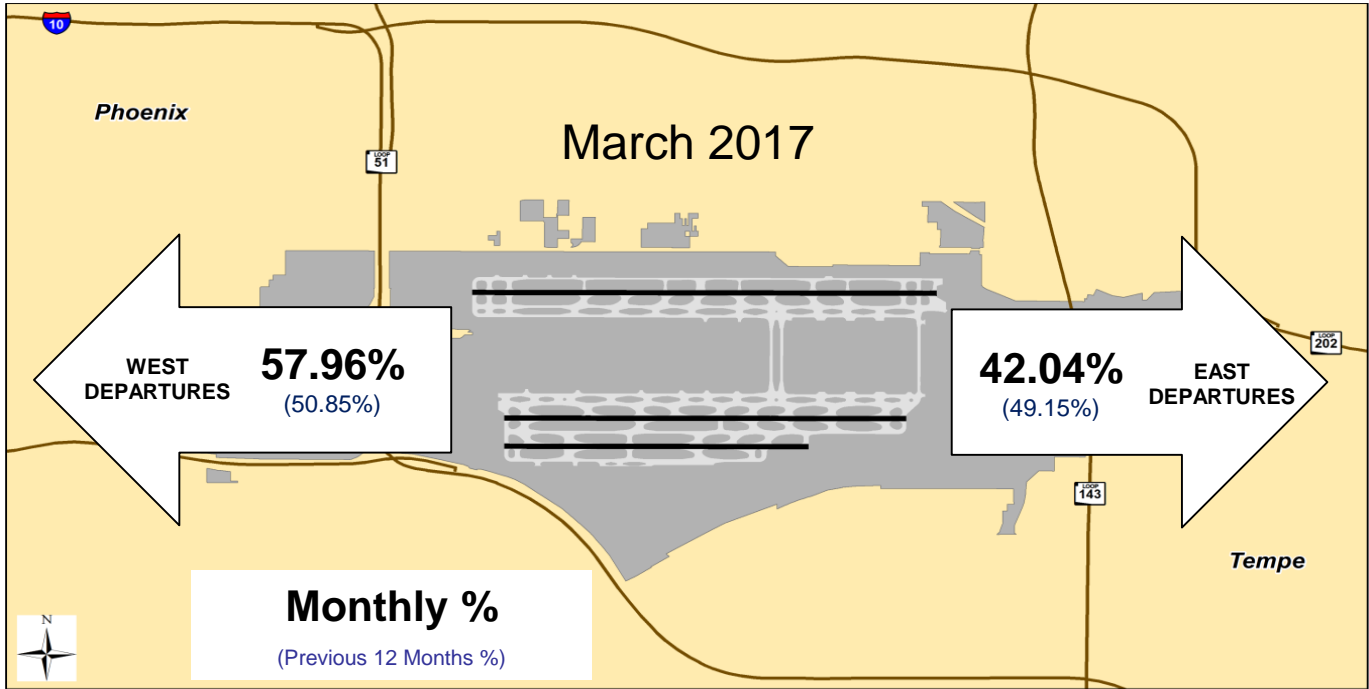 10
Phoenix
March 2017
LOOP
51
WEST
DEPARTURES
57.96%
(50.85%)
42.04%
(49.15%)
EAST
DEPARTURES
LOOP
202
LOOP
143
Tempe
Monthly %
(Previous 12 Months %)
N